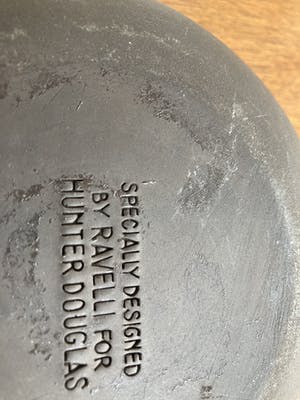 SPECIALLY DESIGNED
BY RAVELLI FOR
HUNTER DOUGLAS